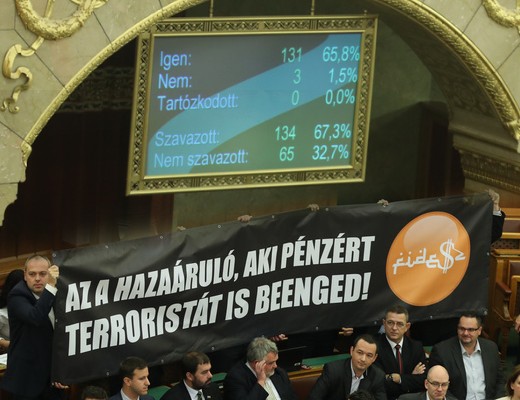 Igen: 131 65,8%
Nem: 3 1,5%
Tartózkodott: 0 0,0%
Szavazott: 134 67,3%
Nem szavazott: 65 32,7%
AZ A HAZAÁRULÓ, AKI PÉNZÉRT
TERRORISTÁT IS BEENGED!
fide$z